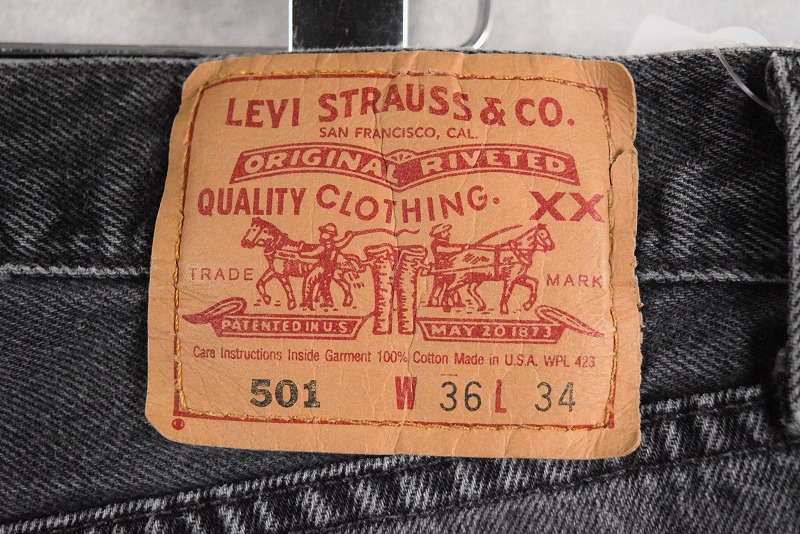 LEVI STRAUSS & CO.
SAN FRANCISCO, CAL.
ORIGINAL RIVETED
QUALITY CLOTHING. XX
TRADE MARK
PATENTED IN U.S MAY 20 1873
Care Instructions Inside Garment 100% Cotton Made in U.S.A. WPL 423
501 W 36 L 34
®